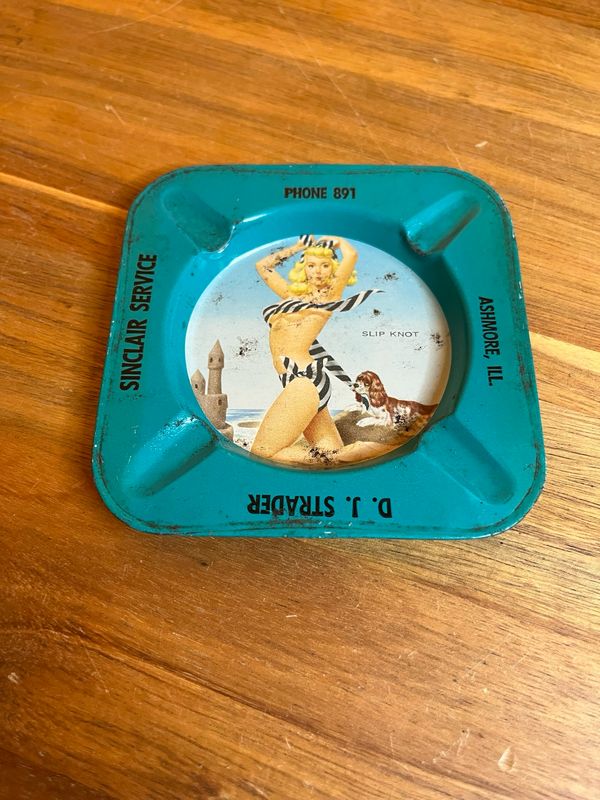 PHONE 891
SINCLAIR SERVICE
SLIP KNOT
ASHMORE, ILL.
D. J. STRADER